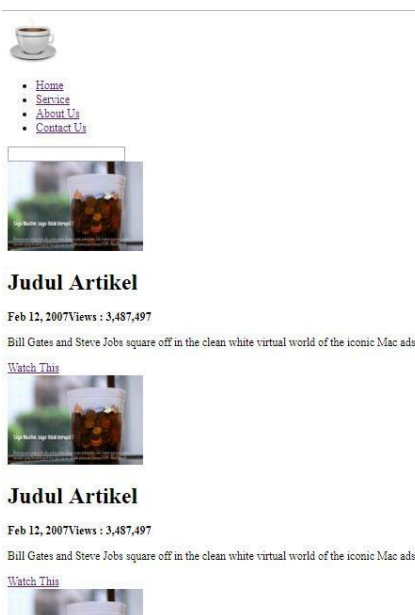 Home
Service
About Us
Contact Us
Judul Artikel
Feb 12, 2007Views : 3,487,497
Bill Gates and Steve Jobs square off in the clean white virtual world of the iconic Mac ads
Watch This
Judul Artikel
Feb 12, 2007Views : 3,487,497
Bill Gates and Steve Jobs square off in the clean white virtual world of the iconic Mac ads
Watch This